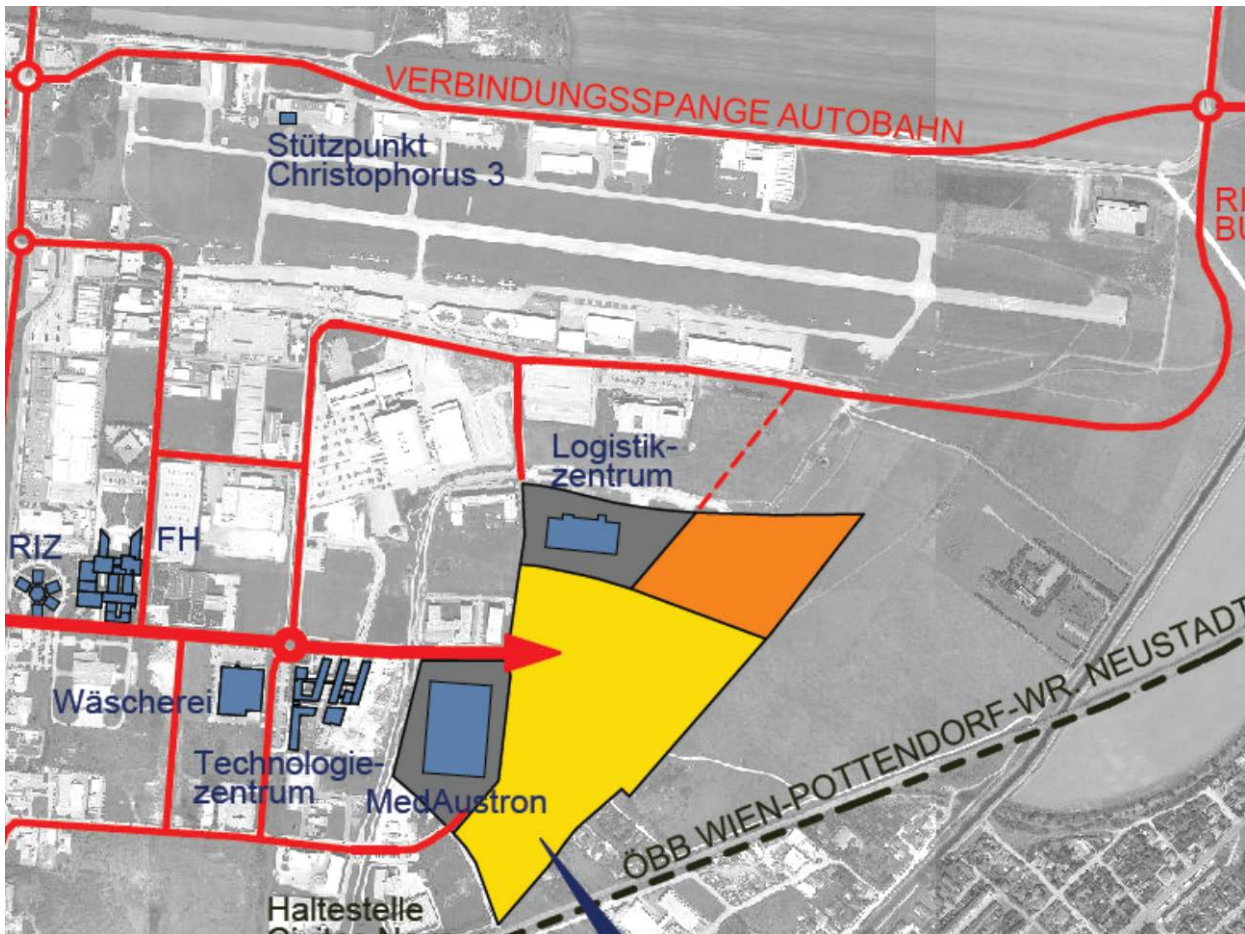 VERBINDUNGSSPANGE AUTOBAHN
Stützpunkt
Christophorus 3
Logistik-
zentrum
RIZ
FH
Wäscherei
Technologie-
zentrum
MedAustron
ÖBB WIEN-POTTENDORF-WR. NEUSTADT
Haltestelle